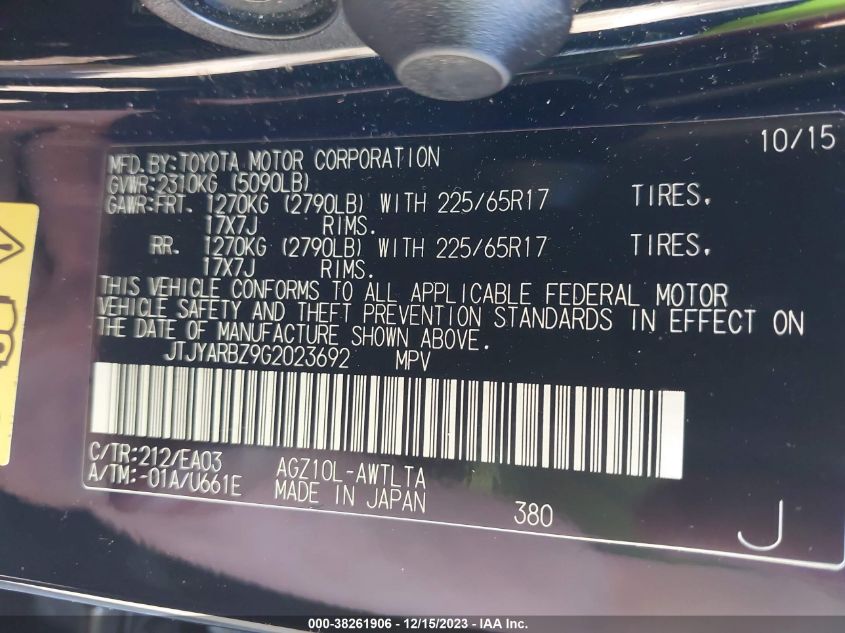 10/15
MFD. BY: TOYOTA MOTOR CORPORATION
GVWR: 2310KG (5090LB)
GAWR: FRT. 1270KG (2790LB) WITH 225/65R17 TIRES.
17X7J RIMS.
RR. 1270KG (2790LB) WITH 225/65R17 TIRES.
17X7J RIMS.
THIS VEHICLE CONFORMS TO ALL APPLICABLE FEDERAL MOTOR
VEHICLE SAFETY AND THEFT PREVENTION STANDARDS IN EFFECT ON
THE DATE OF MANUFACTURE SHOWN ABOVE.
JTJYARBZ9G2023692 MPV
C/TR: 212/EA03 AGZ10L-AWTLTA
A/TM: -01A/U661E MADE IN JAPAN 380
J
000-38261906 - 12/15/2023 - IAA Inc.